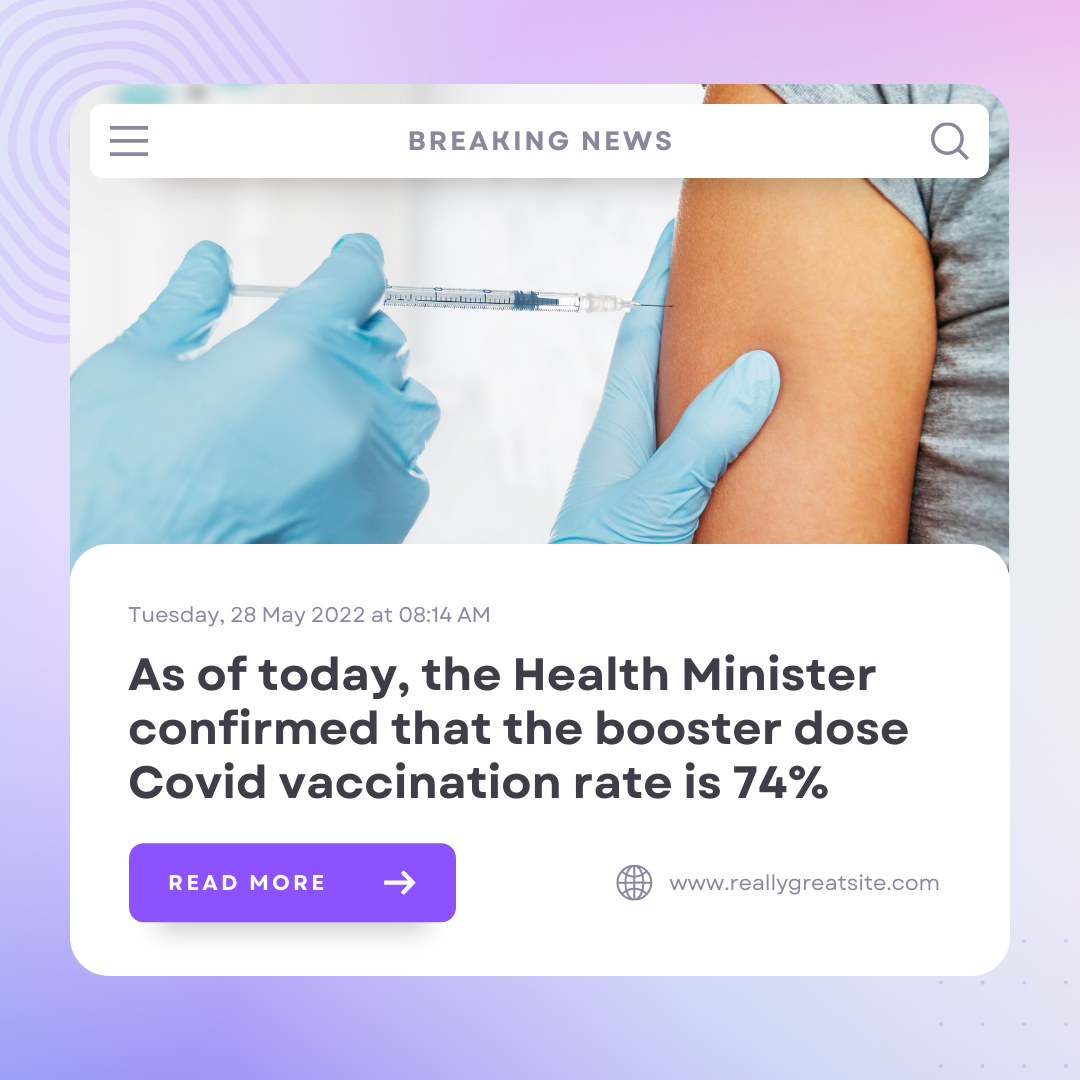 BREAKING NEWS
Tuesday, 28 May 2022 at 08:14 AM
As of today, the Health Minister
confirmed that the booster dose
Covid vaccination rate is 74%
READ MORE
www.reallygreatsite.com